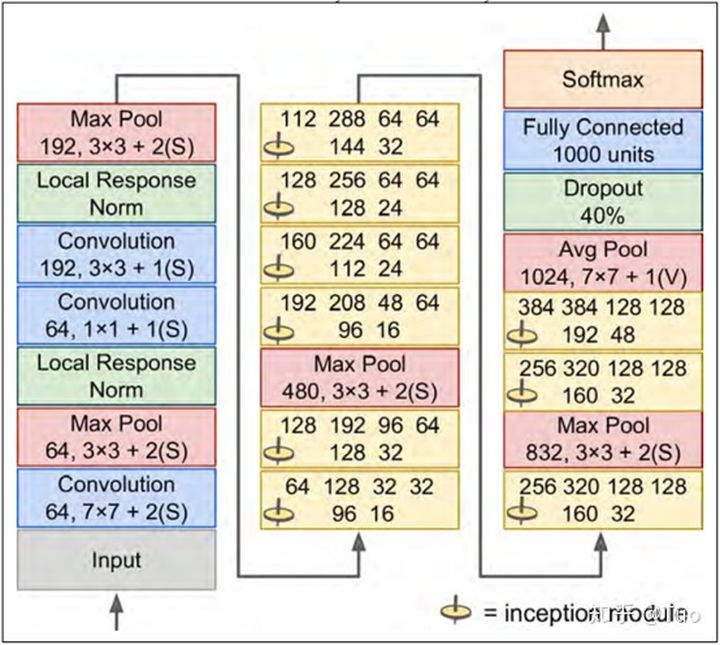 Max Pool
192, 3×3 + 2(S)
Local Response
Norm
Convolution
192, 3×3 + 1(S)
Convolution
64, 1×1 + 1(S)
Local Response
Norm
Max Pool
64, 3×3 + 2(S)
Convolution
64, 7×7 + 2(S)
Input
112 288 64 64
144 32
128 256 64 64
128 24
160 224 64 64
112 24
192 208 48 64
96 16
Max Pool
480, 3×3 + 2(S)
128 192 96 64
128 32
64 128 32 32
96 16
Softmax
Fully Connected
1000 units
Dropout
40%
Avg Pool
1024, 7×7 + 1(V)
384 384 128 128
192 48
256 320 128 128
160 32
Max Pool
832, 3×3 + 2(S)
256 320 128 128
160 32
= inception module
知乎